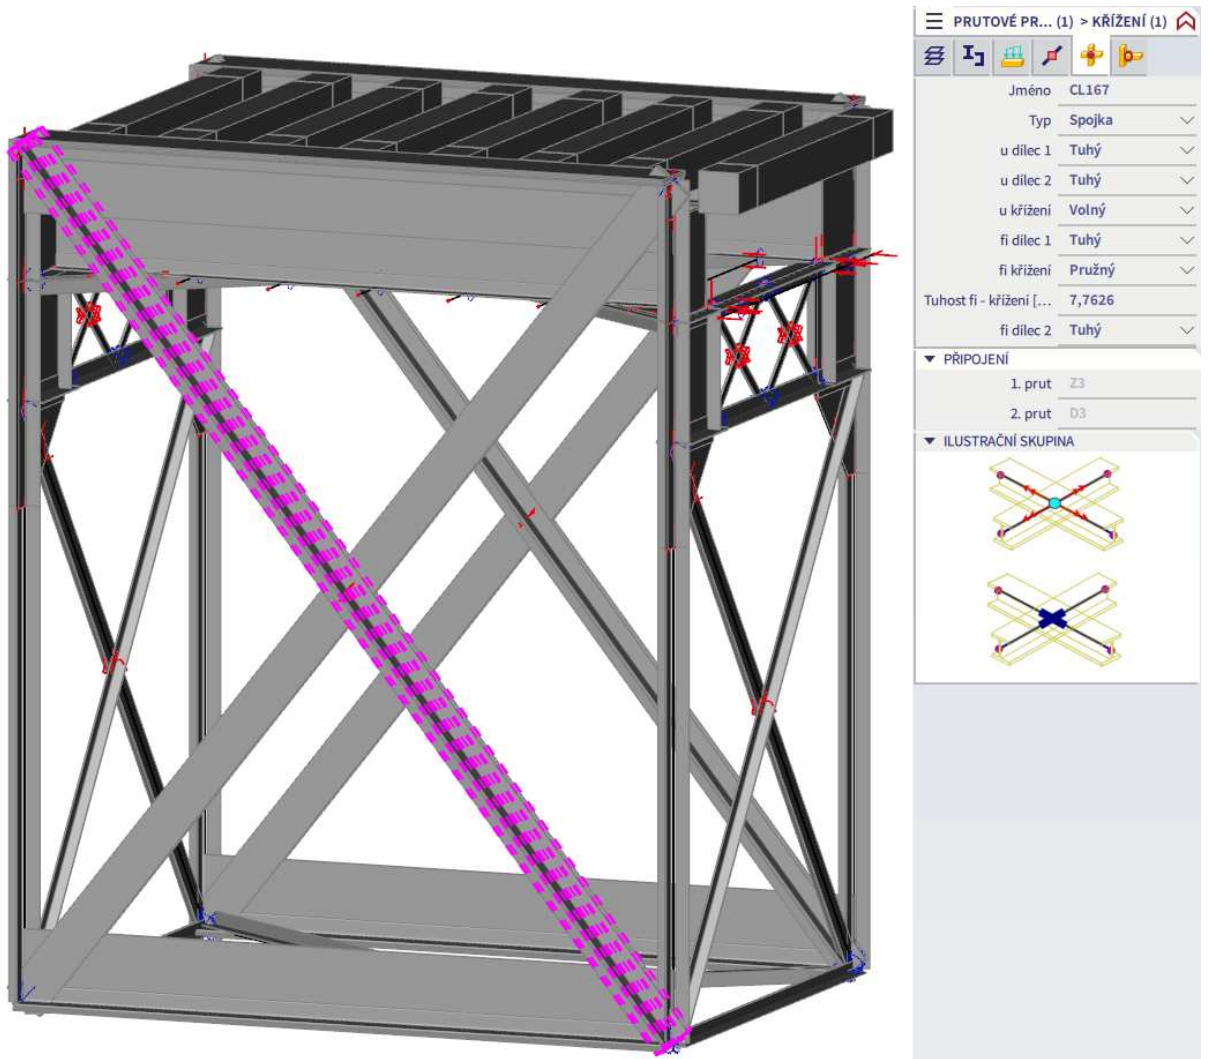 PRUTOVÉ PR... (1) > KŘÍŽENÍ (1)
Jméno CL167
Typ Spojka
u dílec 1 Tuhý
u dílec 2 Tuhý
u křížení Volný
fi dílec 1 Tuhý
fi křížení Pružný
Tuhost fi - křížení [... 7,7626
fi dílec 2 Tuhý
PŘIPOJENÍ
1. prut Z3
2. prut D3
ILUSTRAČNÍ SKUPINA